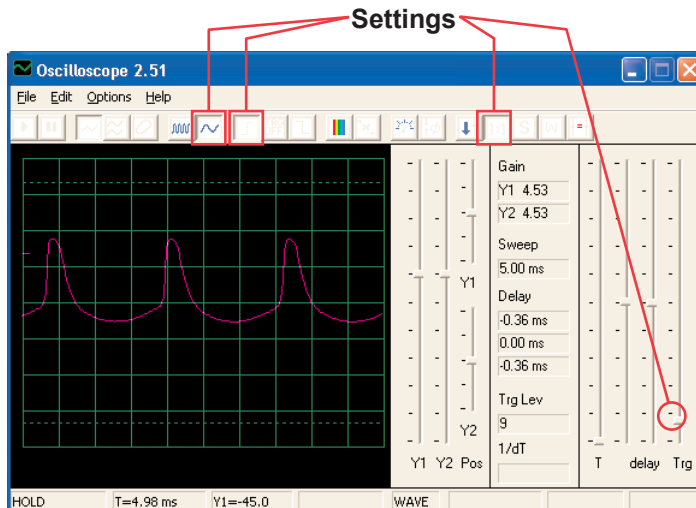 Settings
Oscilloscope 2.51
File Edit Options Help
Gain
Y1 4.53
Y2 4.53
Sweep
5.00 ms
Delay
-0.36 ms
0.00 ms
-0.36 ms
Trg Lev
9
1/dT
Y1
Y2
Y1 Y2 Pos
T delay Trg
HOLD T=4.98 ms Y1=-45.0 WAVE